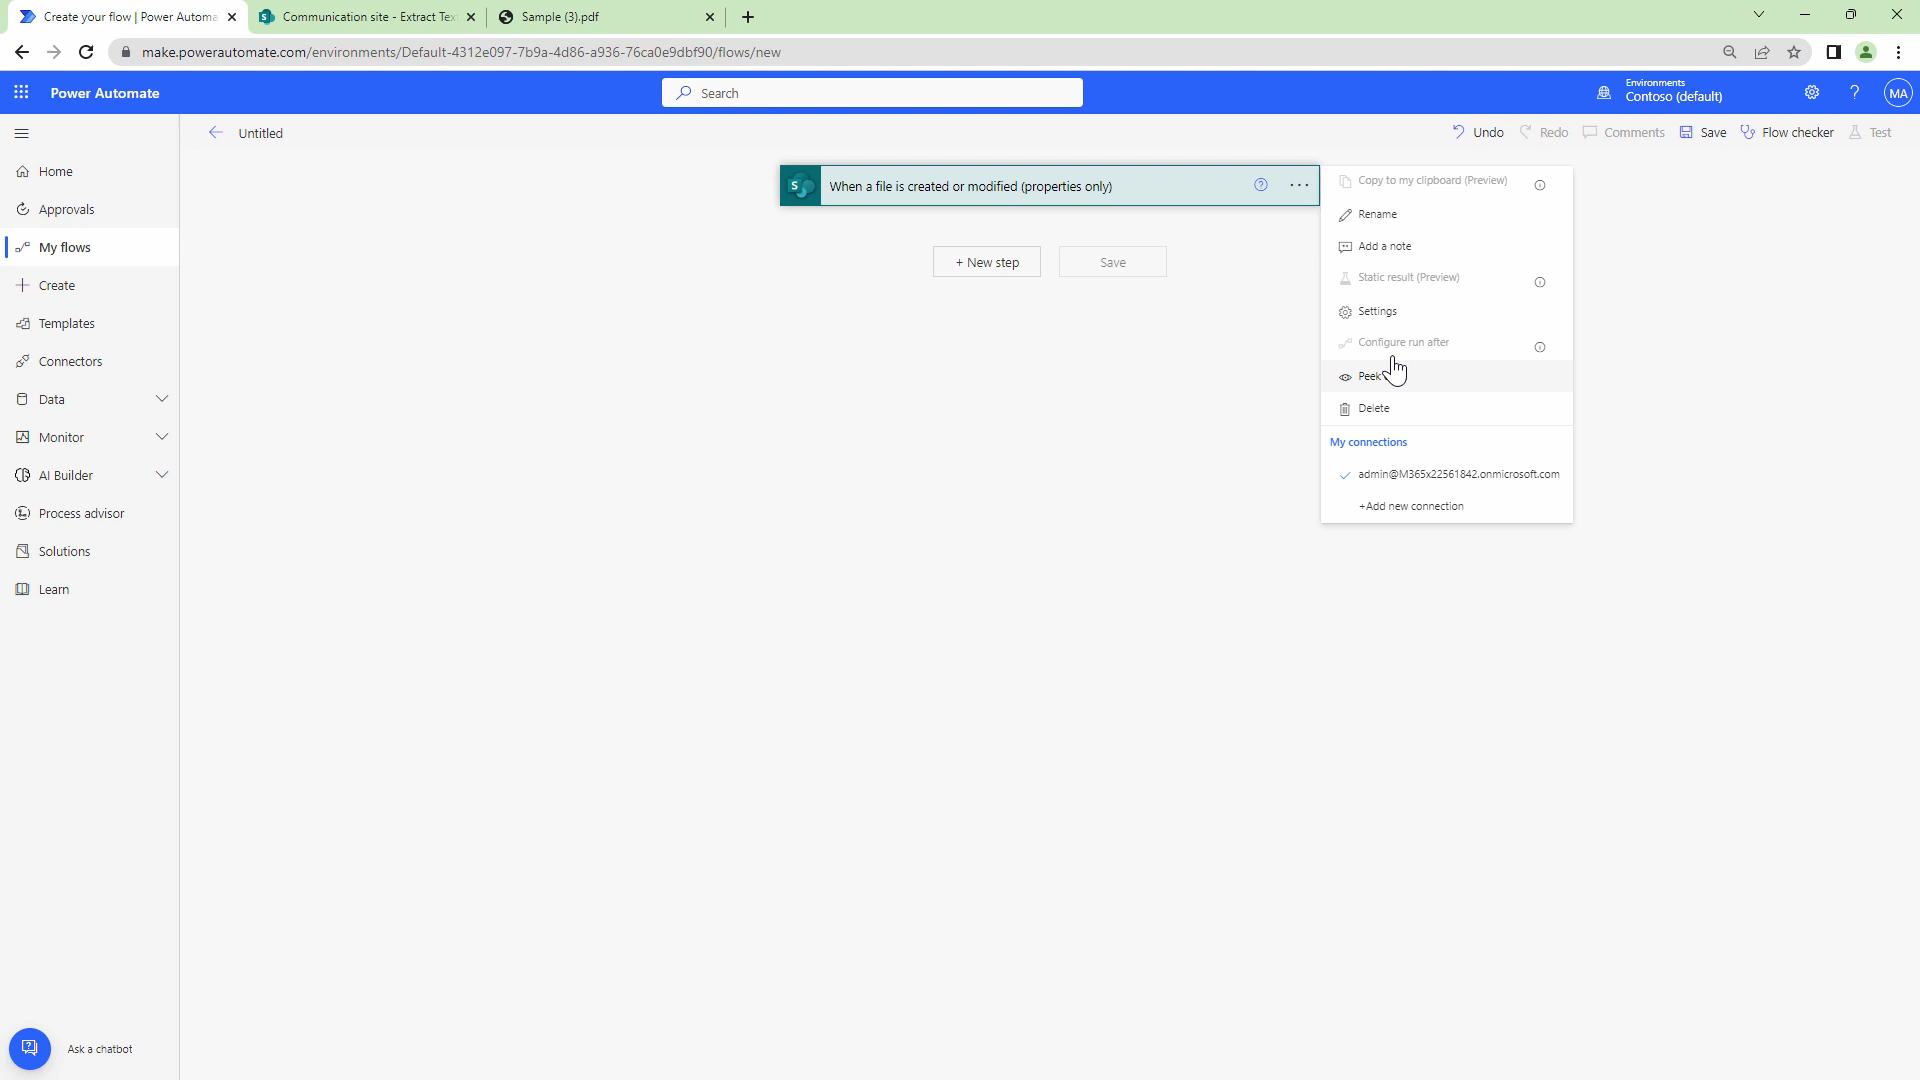 Create your flow | Power Automa
Communication site - Extract Tex
Sample (3).pdf
make.powerautomate.com/environments/Default-4312e097-7b9a-4d86-a936-76ca0e9dbf90/flows/new
Power Automate
Search
Environments
Contoso (default)
MA
Untitled
Undo
Redo
Comments
Save
Flow checker
Test
Home
Approvals
My flows
Create
Templates
Connectors
Data
Monitor
AI Builder
Process advisor
Solutions
Learn
When a file is created or modified (properties only)
+ New step
Save
Copy to my clipboard (Preview)
Rename
Add a note
Static result (Preview)
Settings
Configure run after
Peek
Delete
My connections
admin@M365x22561842.onmicrosoft.com
+Add new connection
Ask a chatbot